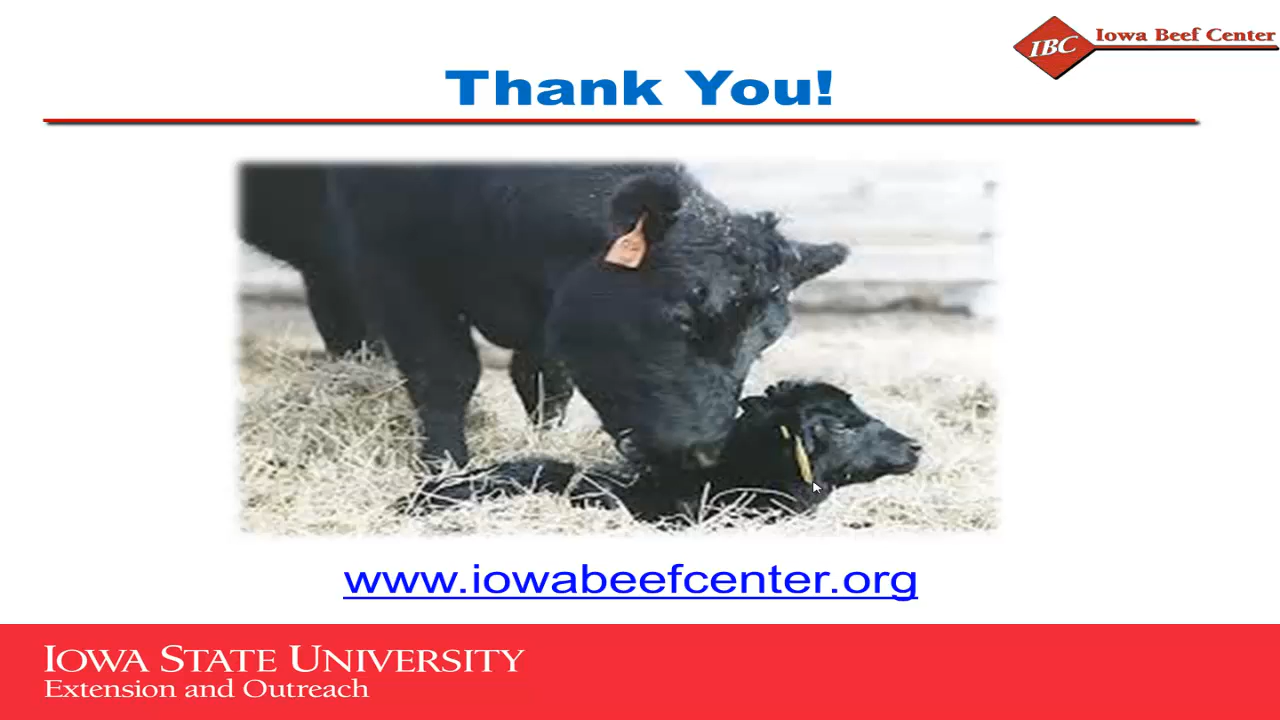 IBC Iowa Beef Center
Thank You!
www.iowabeefcenter.org
IOWA STATE UNIVERSITY
Extension and Outreach